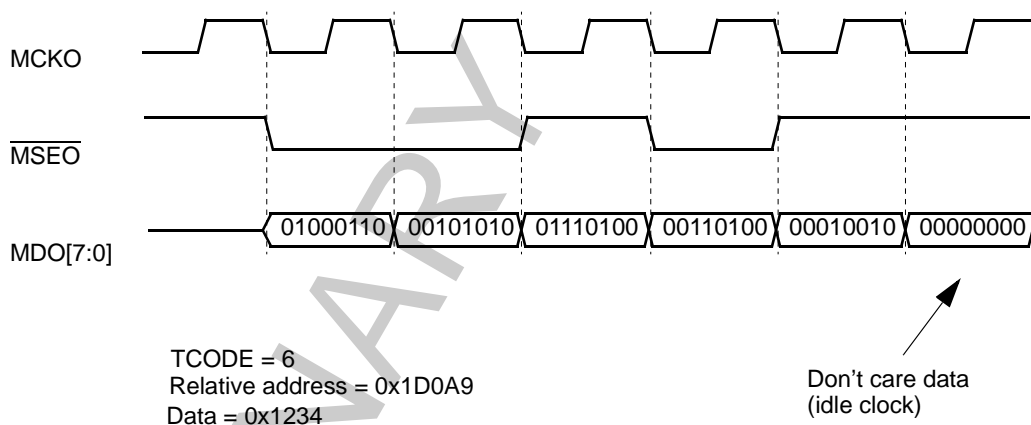 MCKO
MSEO
MDO[7:0]
01000110 00101010 01110100 00110100 00010010 00000000
TCODE = 6
Relative address = 0x1D0A9
Data = 0x1234
Don't care data
(idle clock)
NARY